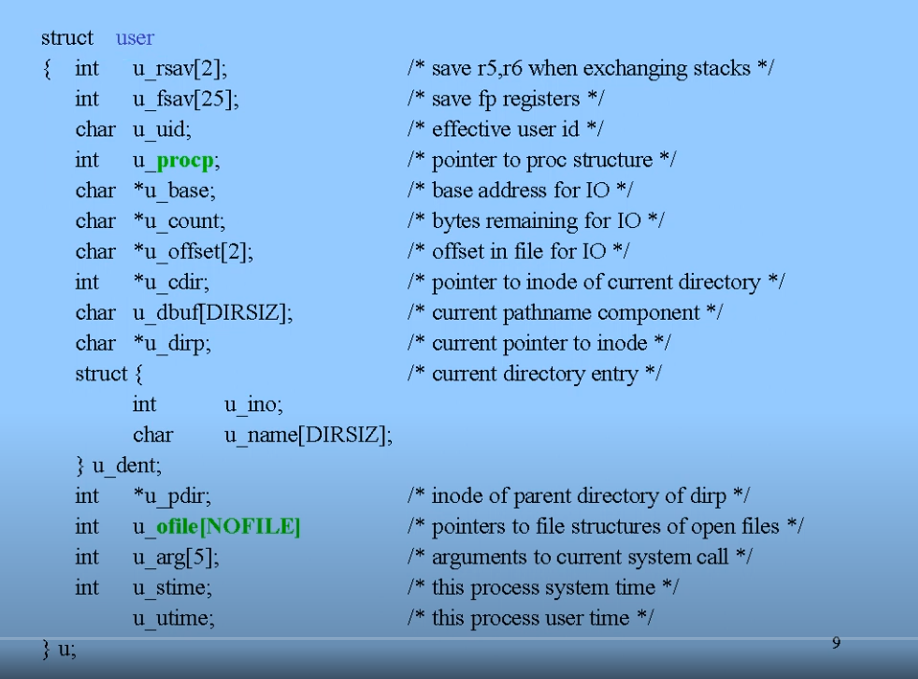 struct user
{ int u_rsav[2]; /* save r5,r6 when exchanging stacks */
int u_fsav[25]; /* save fp registers */
char u_uid; /* effective user id */
int u_procp; /* pointer to proc structure */
char *u_base; /* base address for IO */
char *u_count; /* bytes remaining for IO */
char *u_offset[2]; /* offset in file for IO */
int *u_cdir; /* pointer to inode of current directory */
char u_dbuf[DIRSIZ]; /* current pathname component */
char *u_dirp; /* current pointer to inode */
struct { /* current directory entry */
int u_ino;
char u_name[DIRSIZ];
} u_dent;
int *u_pdir; /* inode of parent directory of dirp */
int u_ofile[NOFILE] /* pointers to file structures of open files */
int u_arg[5]; /* arguments to current system call */
int u_stime; /* this process system time */
u_utime; /* this process user time */
} u;
9